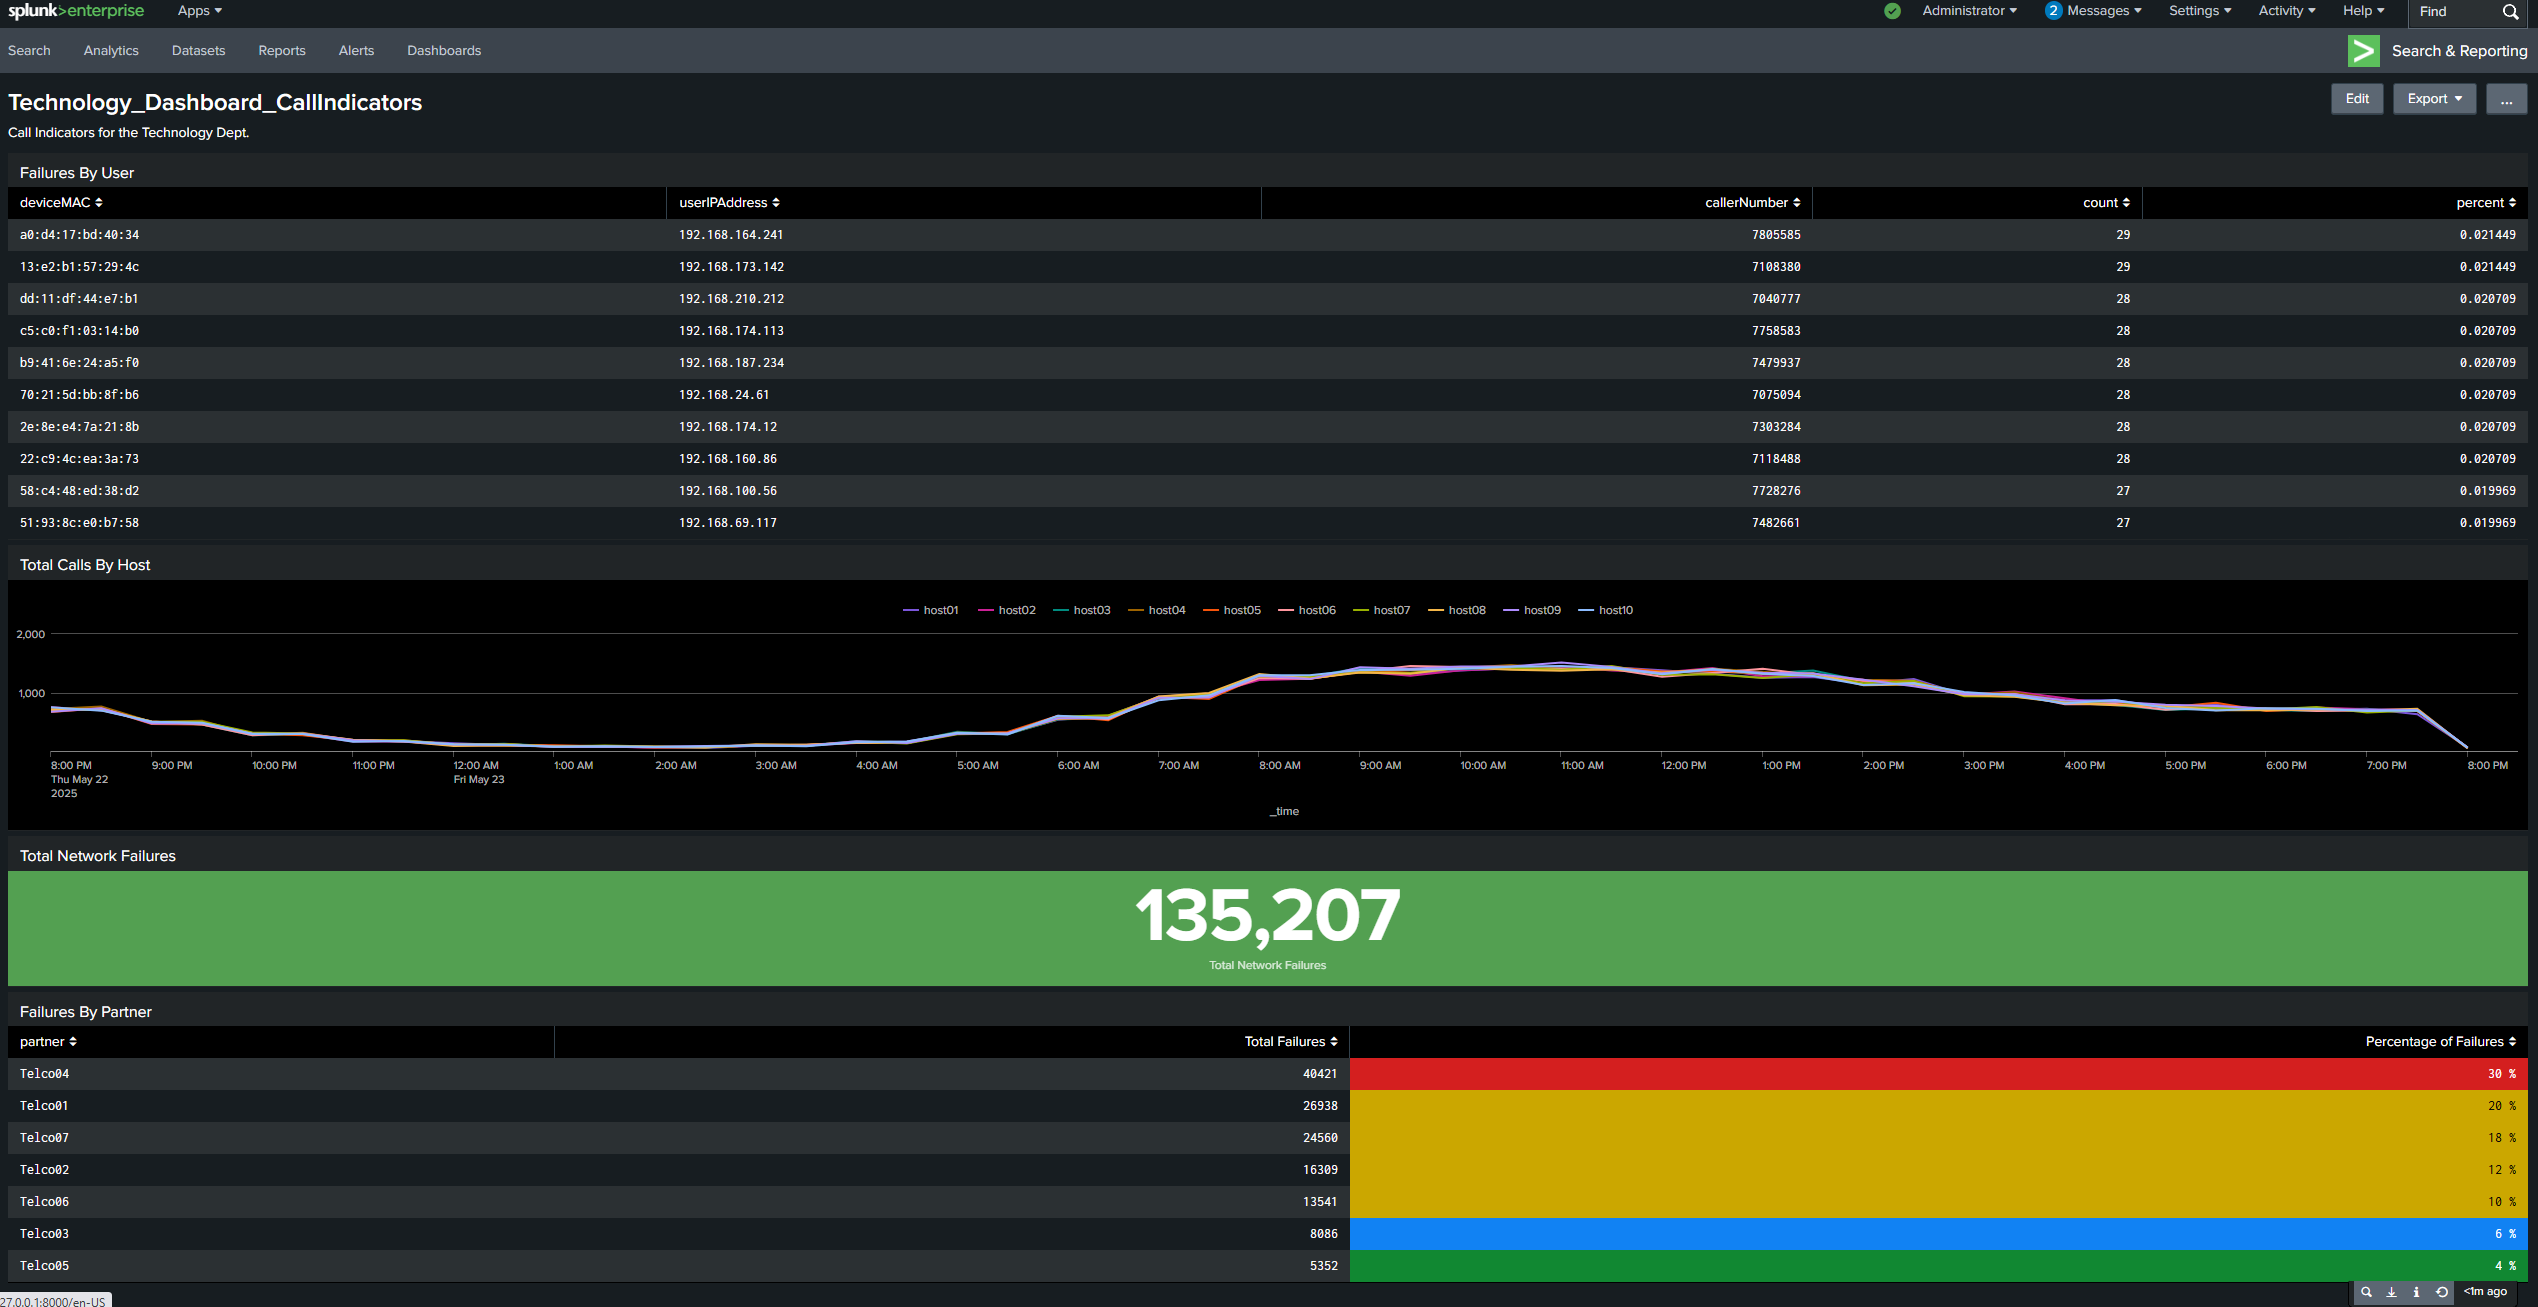 splunk>enterprise Apps Administrator 2 Messages Settings Activity Help Find
Search Analytics Datasets Reports Alerts Dashboards Search & Reporting
Technology_Dashboard_CallIndicators Edit Export ...
Call Indicators for the Technology Dept.
Failures By User
deviceMAC userIPAddress callerNumber count percent
a0:d4:17:bd:40:34 192.168.164.241 7805585 29 0.021449
13:e2:b1:57:29:4c 192.168.173.142 7108380 29 0.021449
dd:11:df:44:e7:b1 192.168.210.212 7040777 28 0.020709
c5:c0:f1:03:14:b0 192.168.174.113 7758583 28 0.020709
b9:41:6e:24:a5:f0 192.168.187.234 7479937 28 0.020709
70:21:5d:bb:8f:b6 192.168.24.61 7075094 28 0.020709
2e:8e:e4:7a:21:8b 192.168.174.12 7303284 28 0.020709
22:c9:4c:ea:3a:73 192.168.160.86 7118488 28 0.020709
58:c4:48:ed:38:d2 192.168.100.56 7728276 27 0.019969
51:93:8c:e0:b7:58 192.168.69.117 7482661 27 0.019969
Total Calls By Host
host01 host02 host03 host04 host05 host06 host07 host08 host09 host10
2,000
1,000
8:00 PM 9:00 PM 10:00 PM 11:00 PM 12:00 AM 1:00 AM 2:00 AM 3:00 AM 4:00 AM 5:00 AM 6:00 AM 7:00 AM 8:00 AM 9:00 AM 10:00 AM 11:00 AM 12:00 PM 1:00 PM 2:00 PM 3:00 PM 4:00 PM 5:00 PM 6:00 PM 7:00 PM 8:00 PM
Thu May 22 Fri May 23
2025
_time
Total Network Failures
135,207
Total Network Failures
Failures By Partner
partner Total Failures Percentage of Failures
Telco04 40421 30 %
Telco01 26938 20 %
Telco07 24560 18 %
Telco02 16309 12 %
Telco06 13541 10 %
Telco03 8086 6 %
Telco05 5352 4 %
<1m ago
27.0.0.1:8000/en-US